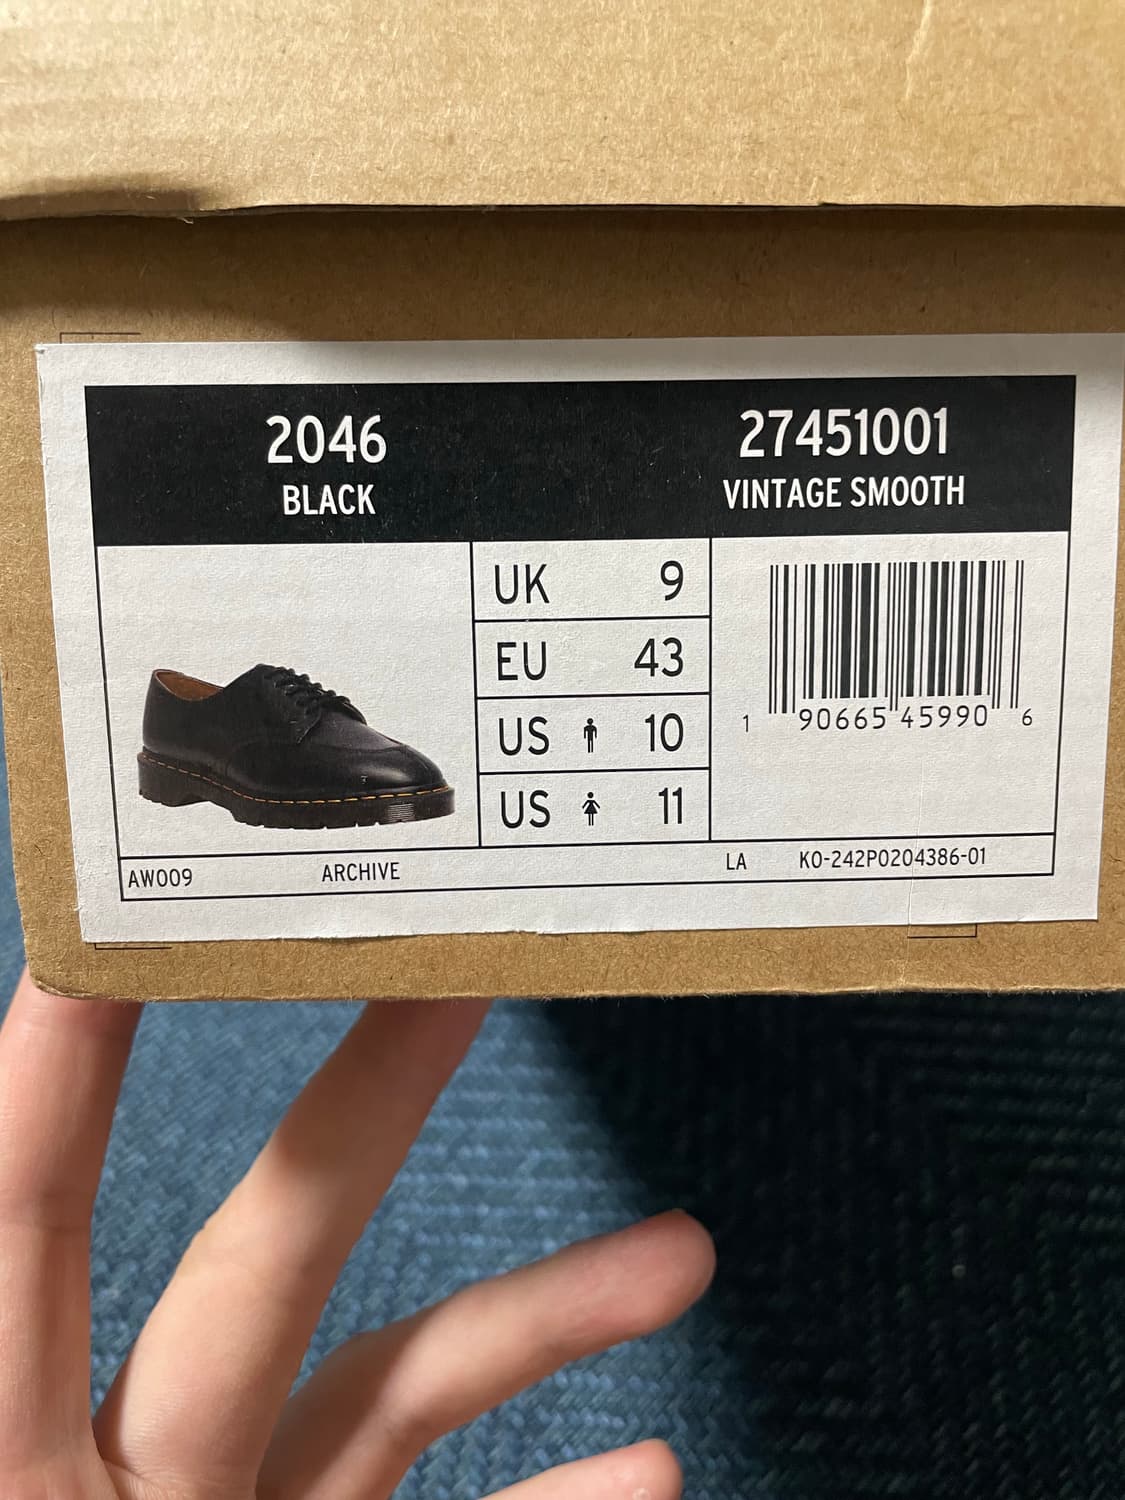 2046
BLACK
27451001
VINTAGE SMOOTH
UK 9
EU 43
US 10
US 11
1 90665 45990 6
AW009 ARCHIVE LA KO-242P0204386-01